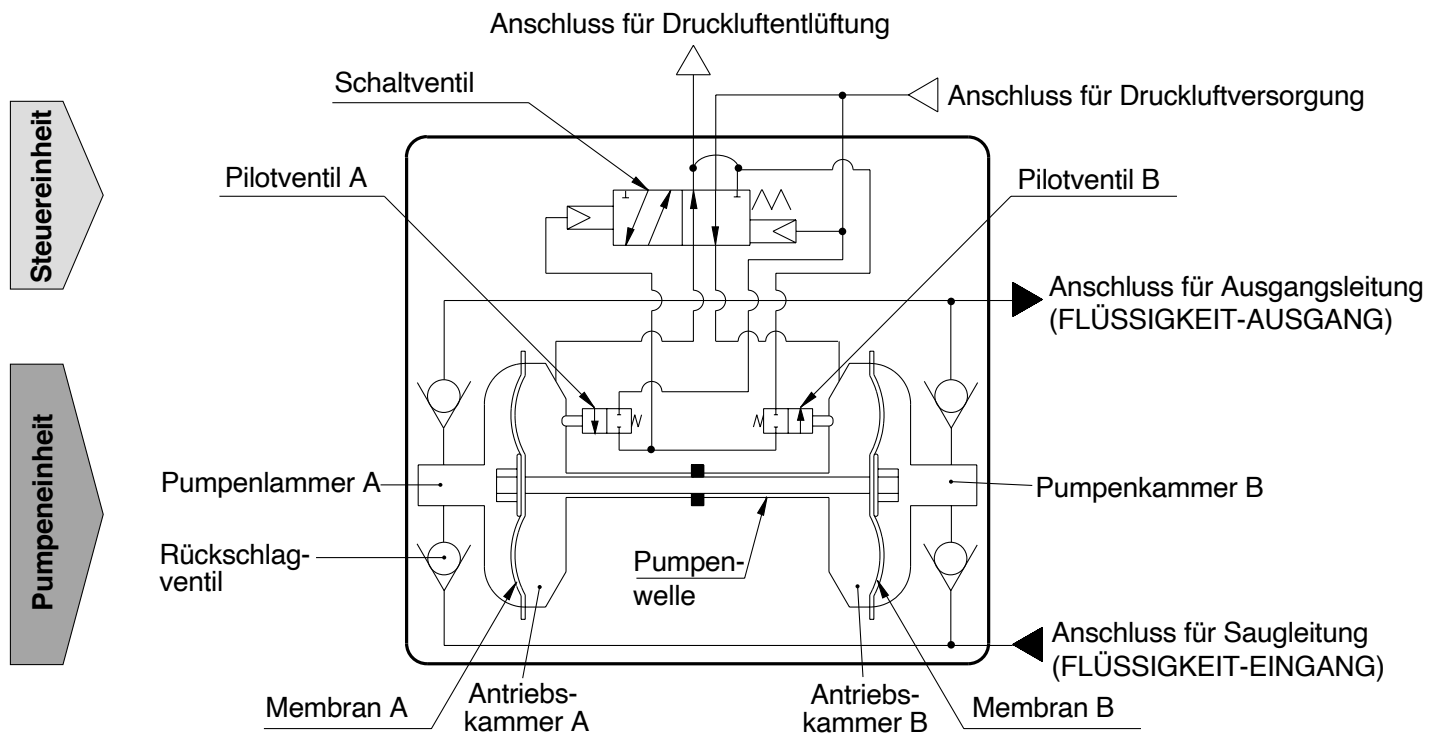 Anschluss für Druckluftentlüftung
Schaltventil
Anschluss für Druckluftversorgung
Steuereinheit
Pilotventil A
Pilotventil B
Anschluss für Ausgangsleitung
(FLÜSSIGKEIT-AUSGANG)
Pumpeneinheit
Pumpenlammer A
Pumpenkammer B
Rückschlag-
ventil
Pumpen-
welle
Anschluss für Saugleitung
(FLÜSSIGKEIT-EINGANG)
Membran A
Antriebs-
kammer A
Antriebs-
kammer B
Membran B